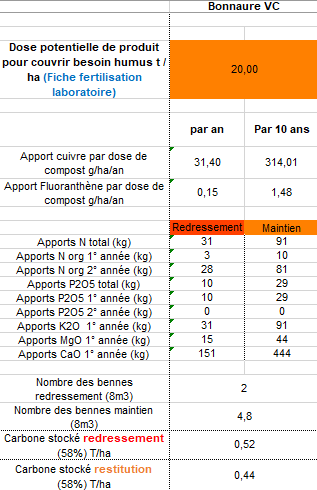 Bonnaure VC
Dose potentielle de produit
pour couvrir besoin humus t /
ha (Fiche fertilisation
laboratoire)
20,00
par an
Par 10 ans
Apport cuivre par dose de
compost g/ha/an
31,40
314,01
Apport Fluoranthène par dose de
compost g/ha/an
0,15
1,48
Redressement Maintien
Apports N total (kg) 31 91
Apports N org 1° année (kg) 3 10
Apports N org 2° année (kg) 28 81
Apports P2O5 total (kg) 10 29
Apports P2O5 1° année (kg) 10 29
Apports P2O5 2° année (kg) 0 0
Apports K2O 1° année (kg) 31 91
Apports MgO 1° année (kg) 15 44
Apports CaO 1° année (kg) 151 444
Nombre des bennes
redressement (8m3)
2
Nombre des bennes maintien
(8m3)
4,8
Carbone stocké redressement
(58%) T/ha
0,52
Carbone stocké restitution
(58%) T/ha
0,44